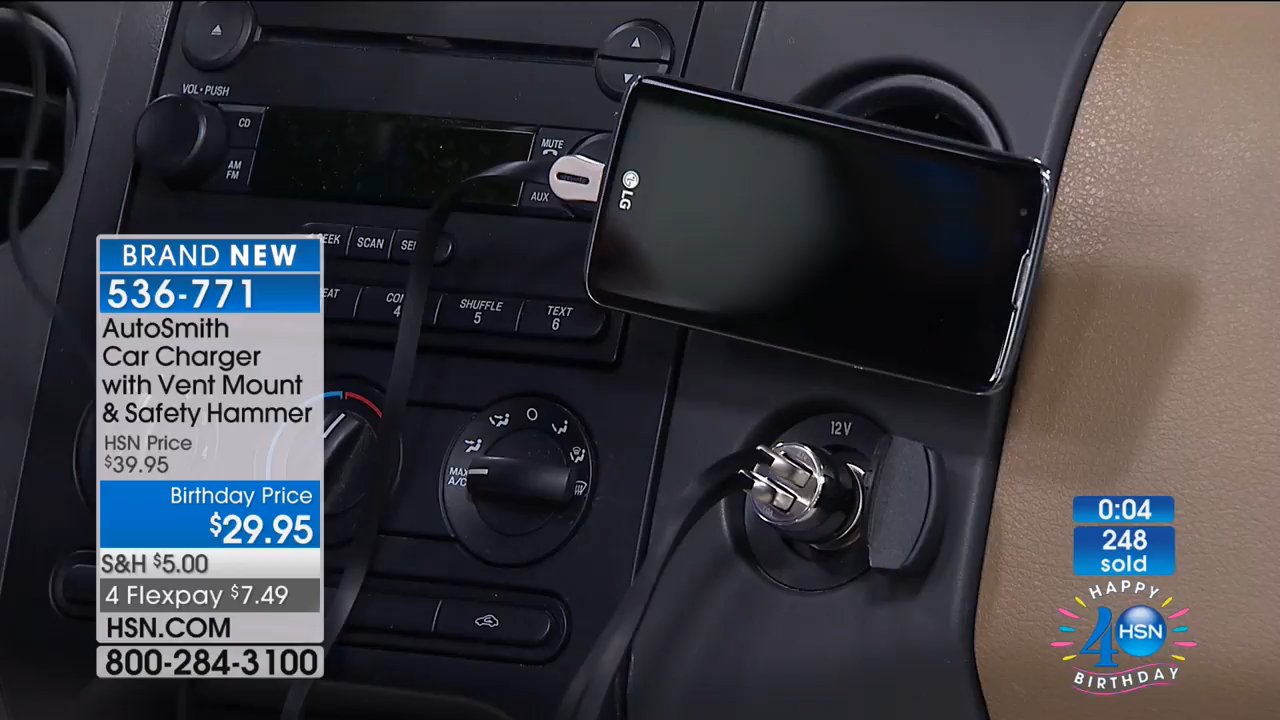 VOL•PUSH
CD
AM
FM
MUTE
AUX
LG
SEEK
SCAN
SHUFFLE
5
TEXT
6
4
12V
MAX
A/C
BRAND NEW
536-771
AutoSmith
Car Charger
with Vent Mount
& Safety Hammer
HSN Price
$39.95
Birthday Price
$29.95
S&H $5.00
4 Flexpay $7.49
HSN.COM
800-284-3100
0:04
248
sold
HAPPY
40
HSN
BIRTHDAY